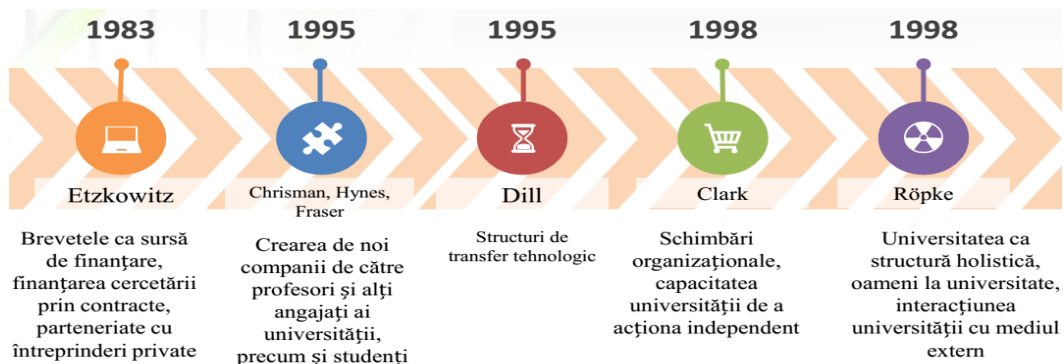 1983
1995
1995
1998
1998
Etzkowitz
Chrisman, Hynes,
Fraser
Dill
Clark
Röpke
Brevetele ca sursă
de finanțare,
finanțarea cercetării
prin contracte,
parteneriate cu
întreprinderi private
Crearea de noi
companii de către
profesori și alți
angajați ai
universității,
precum și studenți
Structuri de
transfer tehnologic
Schimbări
organizaționale,
capacitatea
universității de a
acționa independent
Universitatea ca
structură holistică,
oameni la universitate,
interacțiunea
universității cu mediul
extern